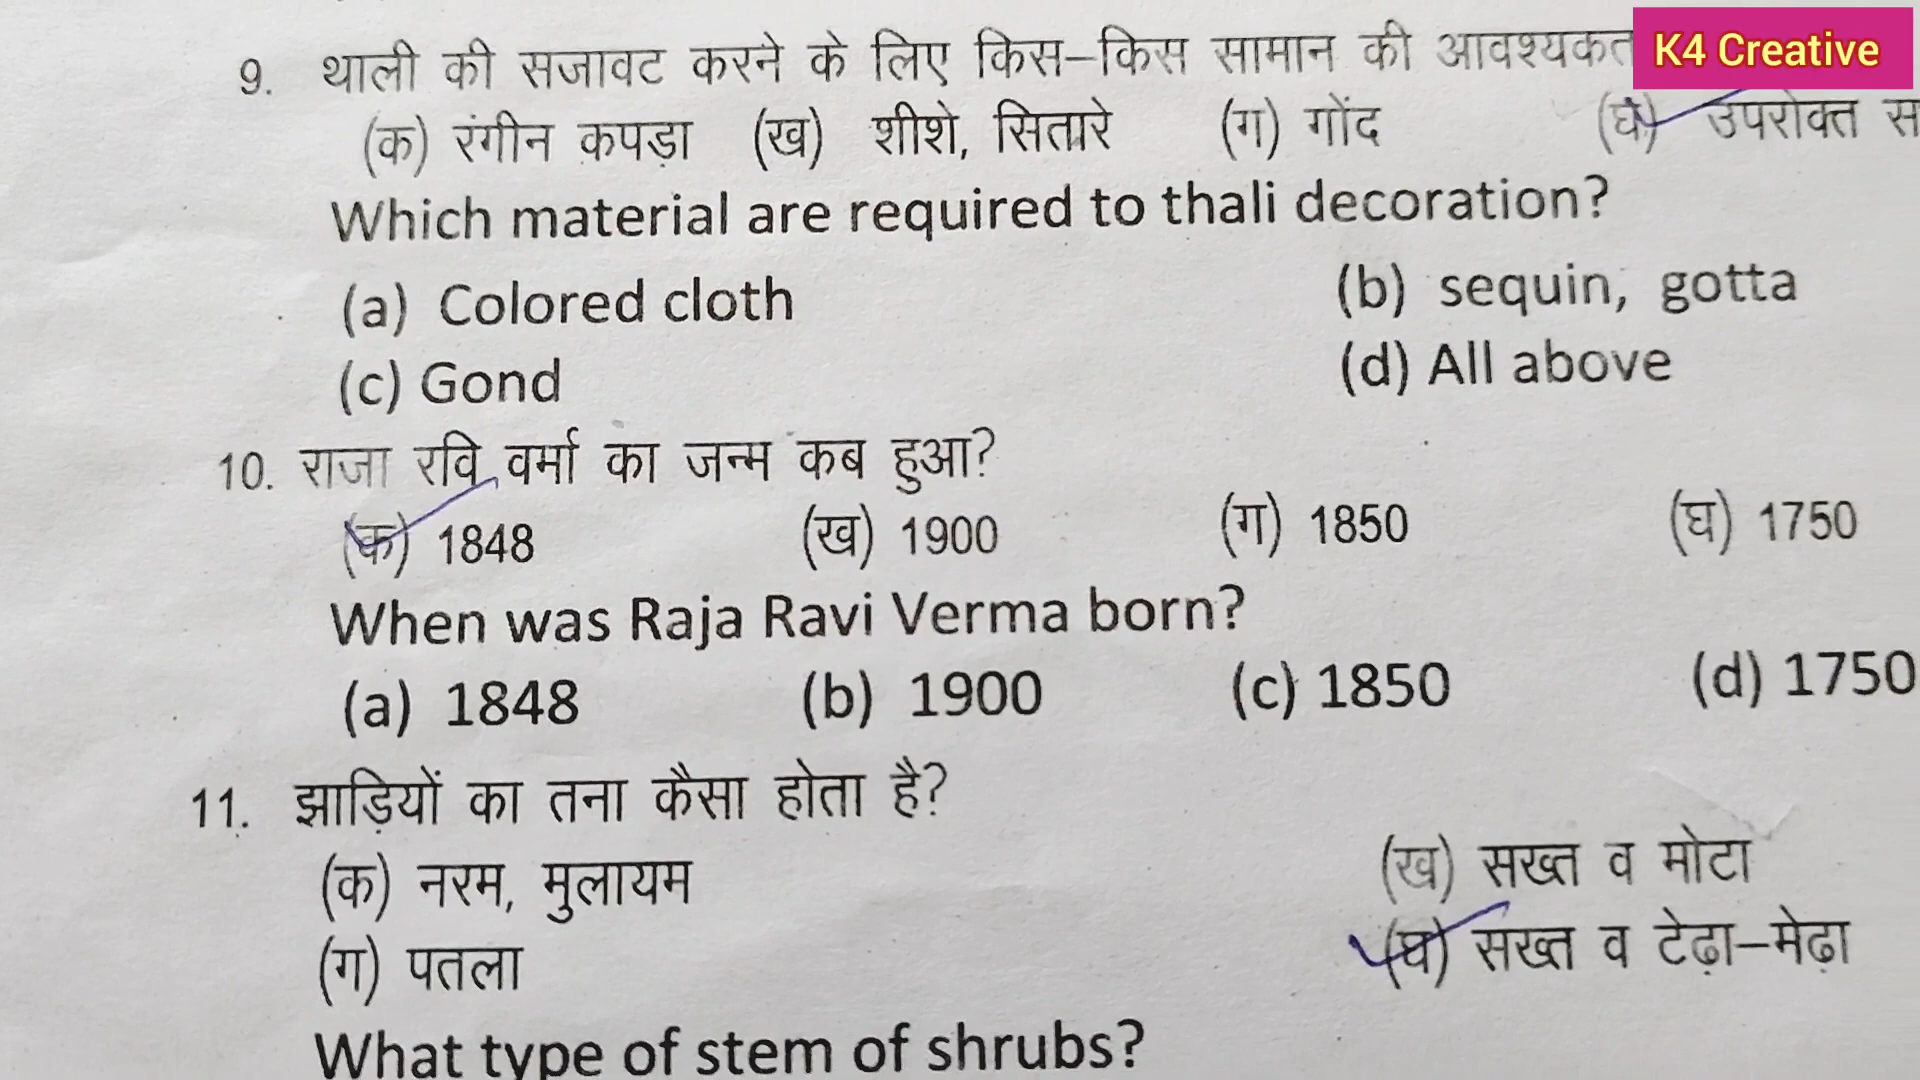 K4 Creative
9. थाली की सजावट करने के लिए किस–किस सामान की
(क) रंगीन कपड़ा (ख) शीशे, सितारे (ग) गोंद (घ) उपरोक्त
Which material are required to thali decoration?
(a) Colored cloth (b) sequin, gotta
(c) Gond (d) All above
10. राजा रवि वर्मा का जन्म कब हुआ?
(क) 1848 (ख) 1900 (ग) 1850 (घ) 1750
When was Raja Ravi Verma born?
(a) 1848 (b) 1900 (c) 1850 (d) 1750
11. झाड़ियों का तना कैसा होता है?
(क) नरम, मुलायम (ख) सख्त व मोटा
(ग) पतला (घ) सख्त व टेढ़ा–मेढ़ा
What type of stem of shrubs?